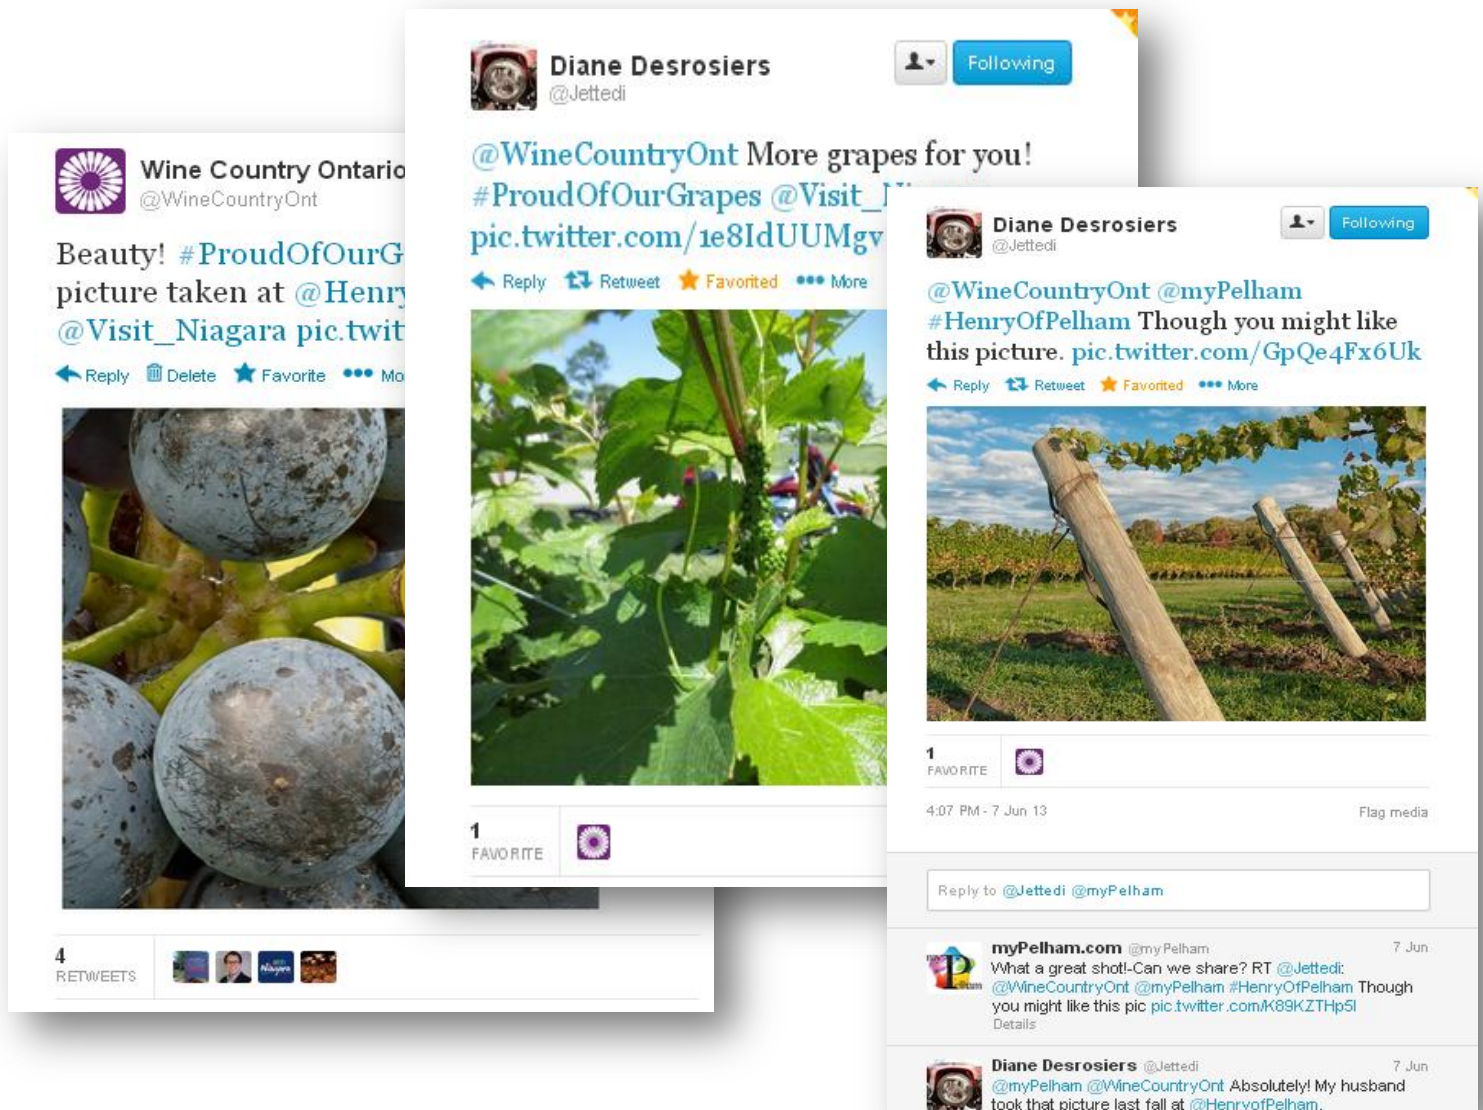 Wine Country Ontario
@WineCountryOnt
Beauty! #ProudOfOurG
picture taken at @Henry
@Visit_Niagara pic.twit
Reply Delete Favorite Mo
4
RETWEETS
Niagara
Diane Desrosiers
@Jettedi
Following
@WineCountryOnt More grapes for you!
#ProudOfOurGrapes @Visit_
pic.twitter.com/1e8IdUUMgv
Reply Retweet Favorited More
1
FAVORITE
Diane Desrosiers
@Jettedi
Following
@WineCountryOnt @myPelham
#HenryOfPelham Though you might like
this picture. pic.twitter.com/GpQe4Fx6Uk
Reply Retweet Favorited More
1
FAVORITE
4:07 PM - 7 Jun 13 Flag media
Reply to @Jettedi @myPelham
myPelham.com @myPelham 7 Jun
What a great shot!-Can we share? RT @Jettedi:
@WineCountryOnt @myPelham #HenryOfPelham Though
you might like this pic pic.twitter.com/K89KZTHp5I
Details
Diane Desrosiers @Jettedi 7 Jun
@myPelham @WineCountryOnt Absolutely! My husband
took that picture last fall at @HenryofPelham.